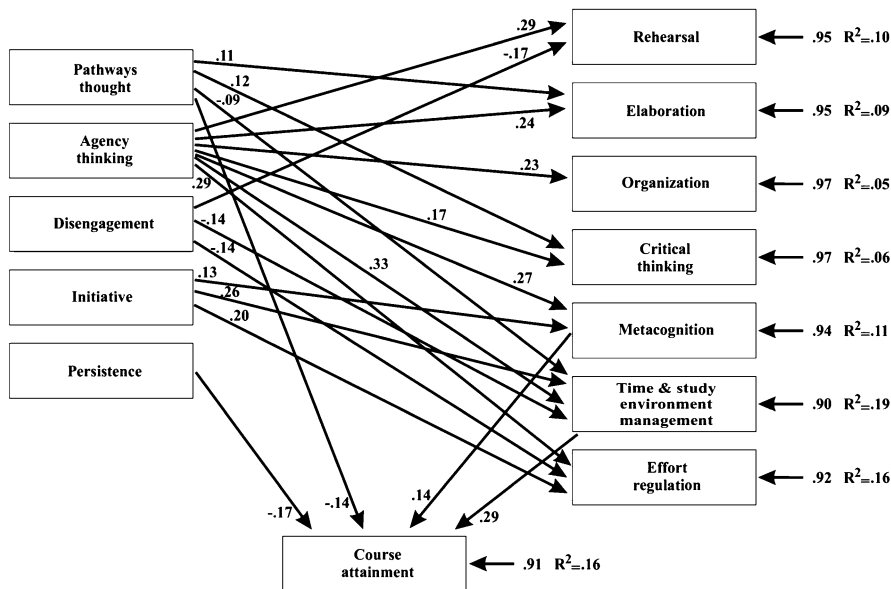 Pathways
thought
Agency
thinking
Disengagement
Initiative
Persistence
.11
.12
-.09
.29
-.14
-.14
.13
.26
.20
.29
-.17
.24
.23
.17
.33
.27
-.17
-.14
.14
.29
Rehearsal
.95 R²=.10
Elaboration
.95 R²=.09
Organization
.97 R²=.05
Critical
thinking
.97 R²=.06
Metacognition
.94 R²=.11
Time & study
environment
management
.90 R²=.19
Effort
regulation
.92 R²=.16
Course
attainment
.91 R²=.16